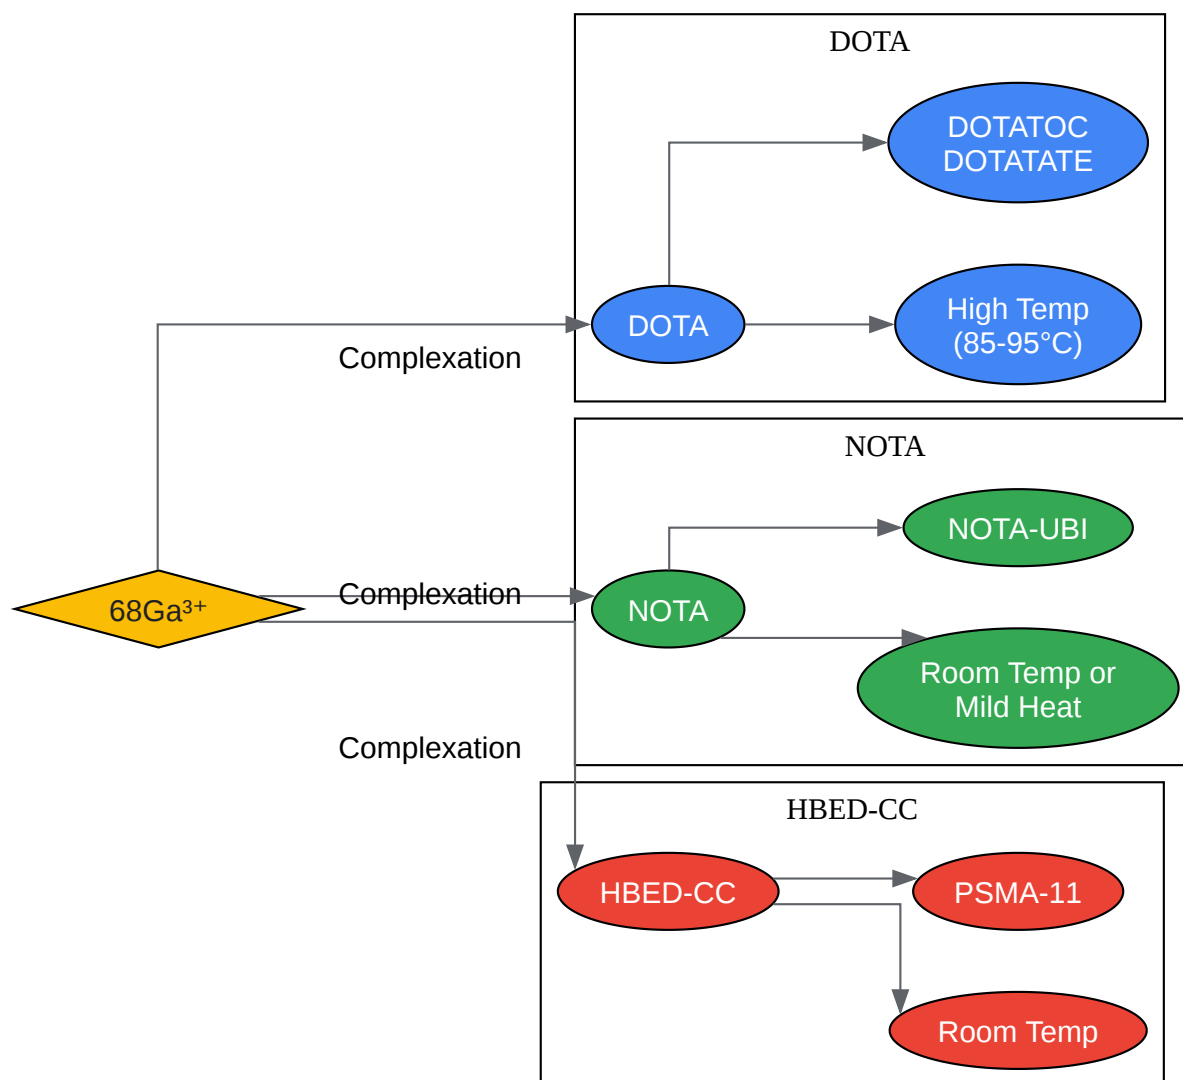 DOTA
DOTATOC
DOTATATE
DOTA
High Temp
(85-95°C)
Complexation
NOTA
NOTA-UBI
68Ga³⁺
Complexation
NOTA
Room Temp or
Mild Heat
Complexation
HBED-CC
HBED-CC
PSMA-11
Room Temp